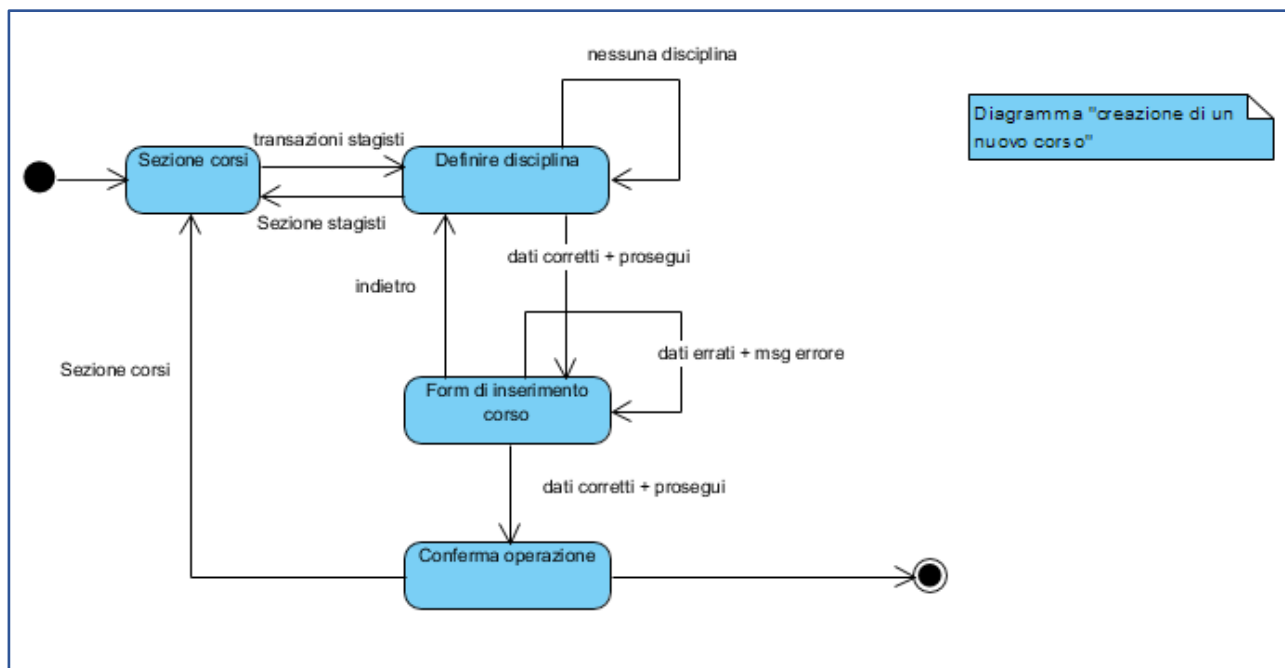 nessuna disciplina
Diagramma "creazione di un
nuovo corso"
transazioni stagisti
Sezione corsi
Definire disciplina
Sezione stagisti
dati corretti + prosegui
indietro
dati errati + msg errore
Sezione corsi
Form di inserimento
corso
dati corretti + prosegui
Conferma operazione